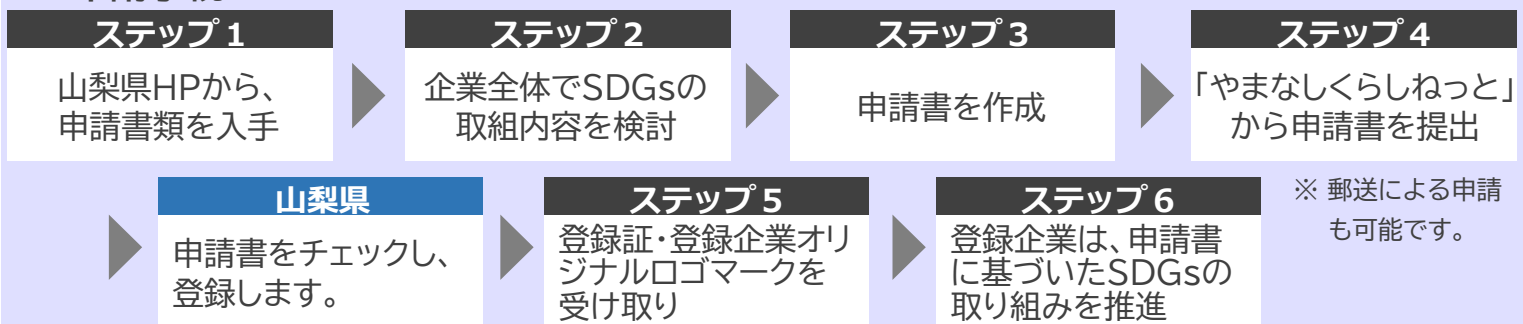 ステップ1
山梨県HPから、
申請書類を入手
ステップ2
企業全体でSDGsの
取組内容を検討
ステップ3
申請書を作成
ステップ4
「やまなしくらしねっと」
から申請書を提出
※ 郵送による申請
も可能です。
山梨県
申請書をチェックし、
登録します。
ステップ5
登録証・登録企業オリ
ジナルロゴマークを
受け取り
ステップ6
登録企業は、申請書
に基づいたSDGsの
取り組みを推進